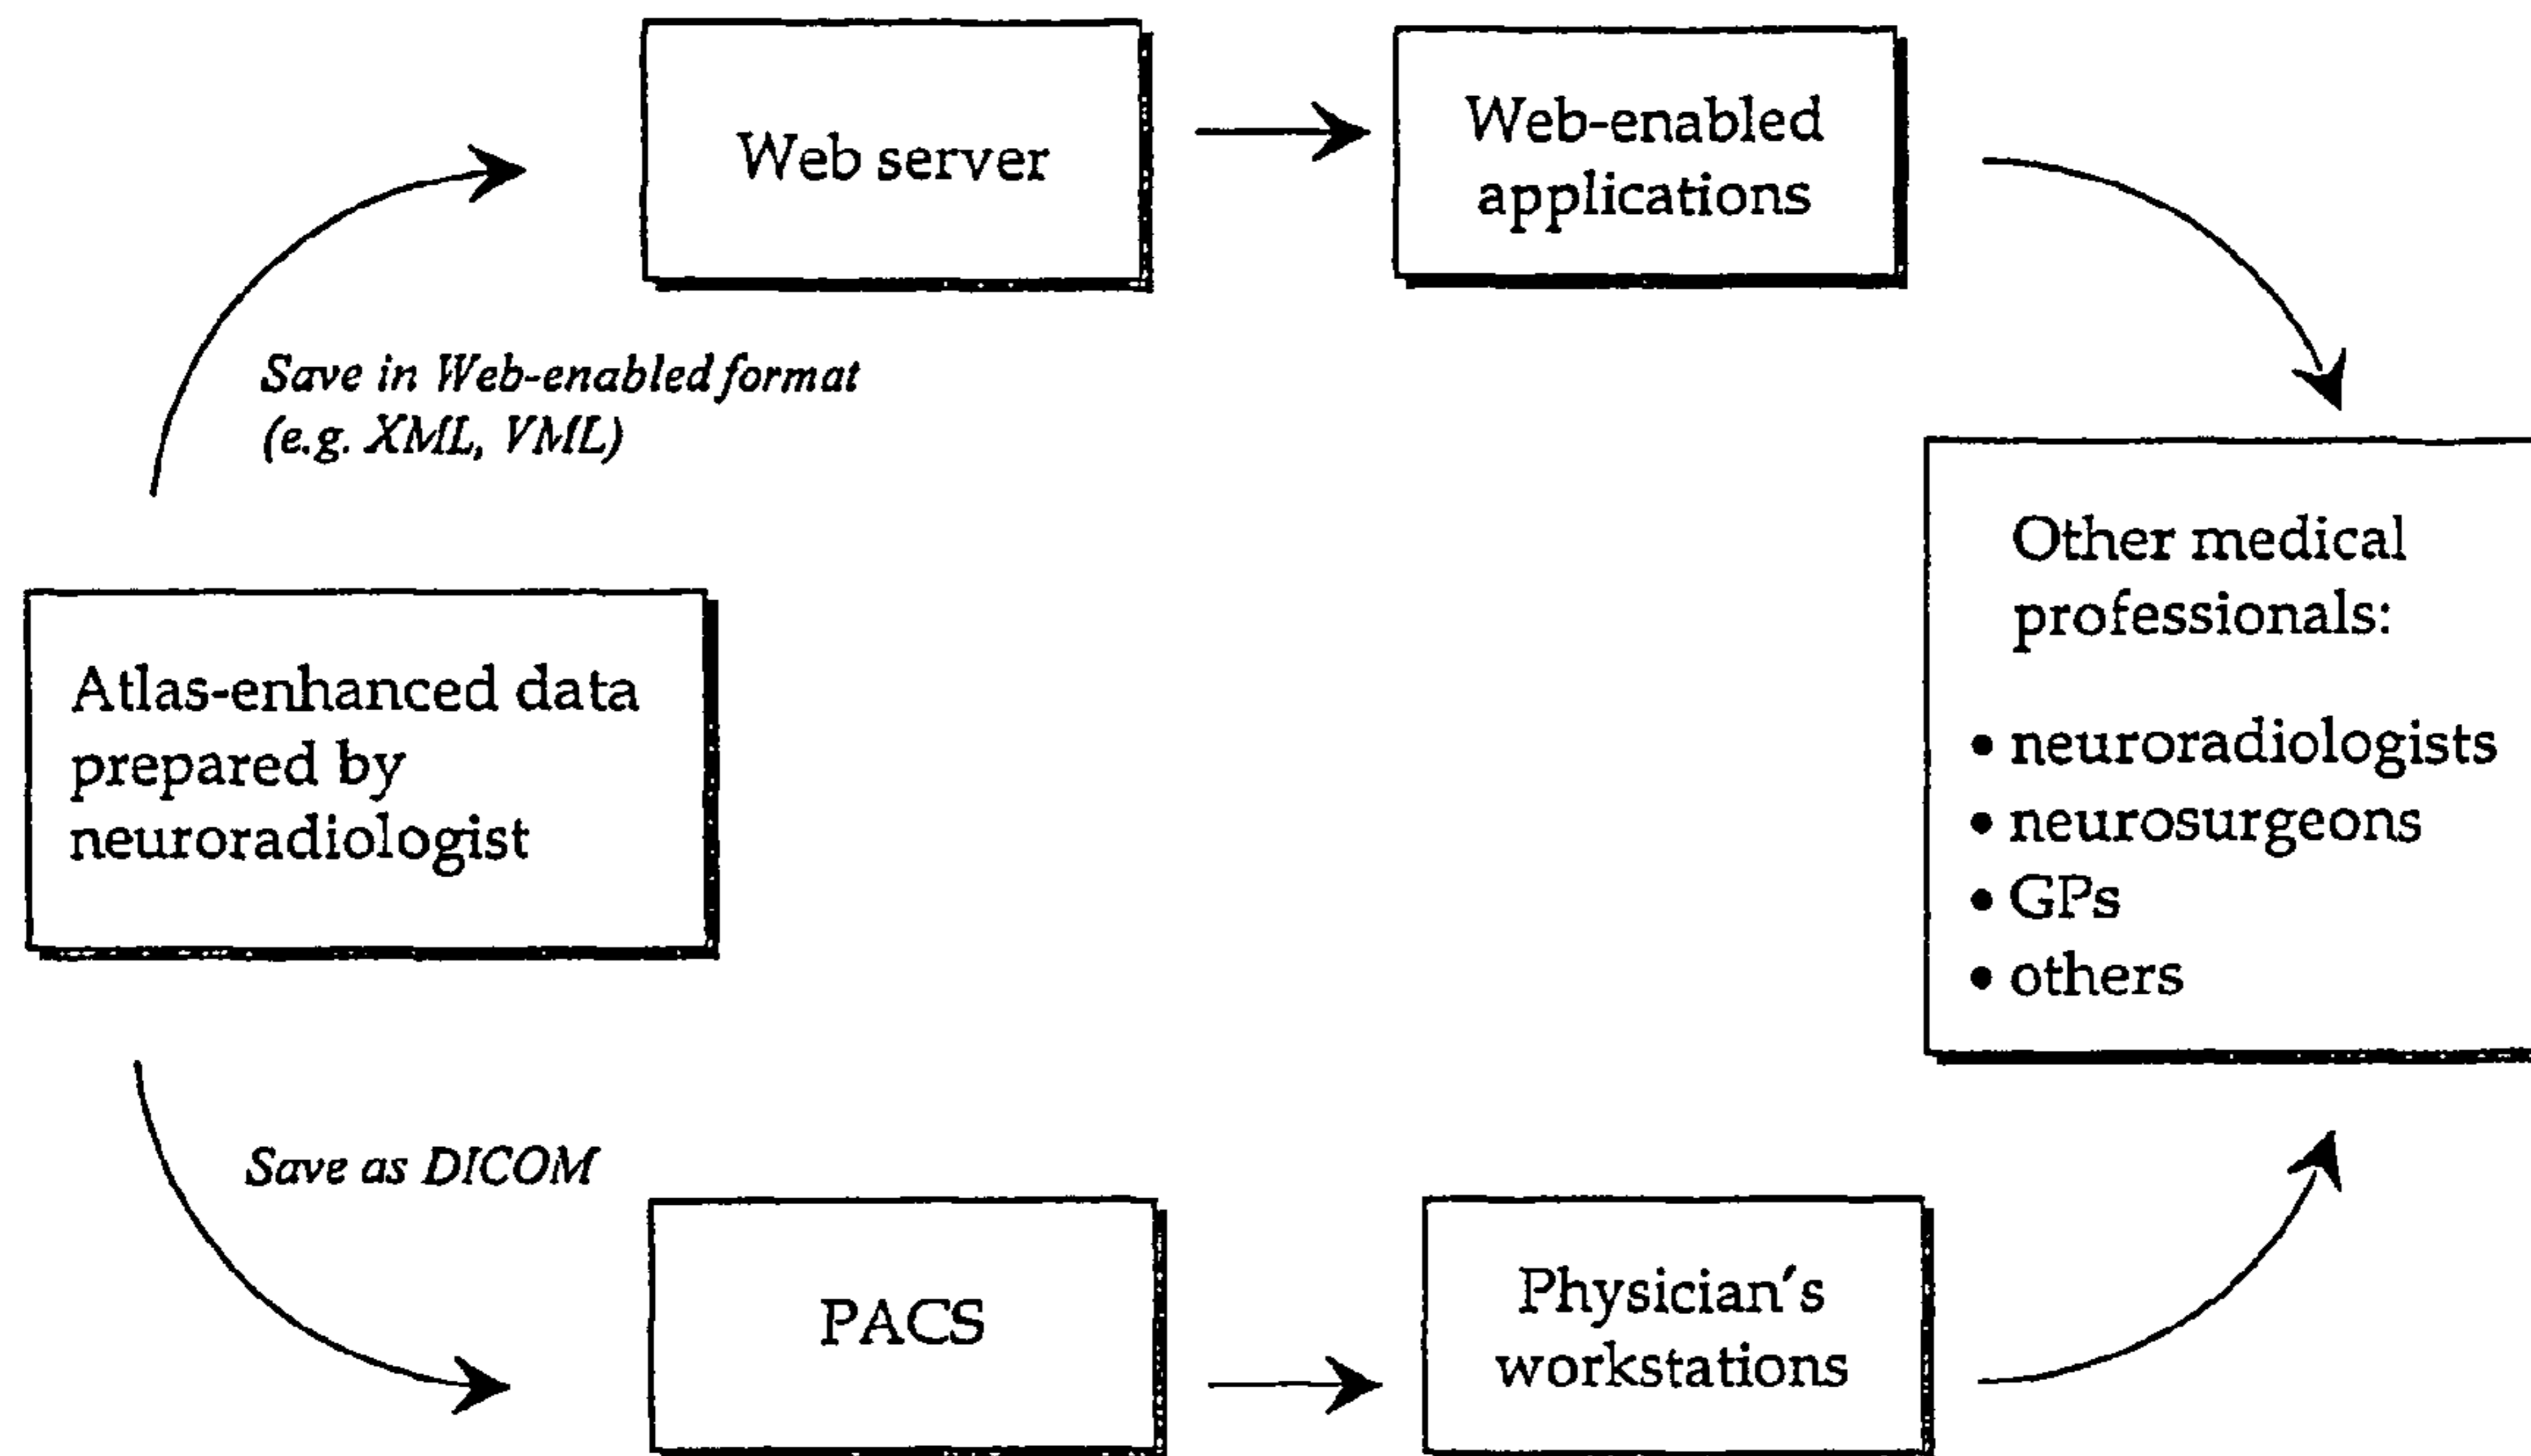 Web server
Web-enabled
applications
Save in Web-enabled format
(e.g. XML, VML)
Atlas-enhanced data
prepared by
neuroradiologist
Other medical
professionals:
• neuroradiologists
• neurosurgeons
• GPs
• others
Save as DICOM
PACS
Physician's
workstations